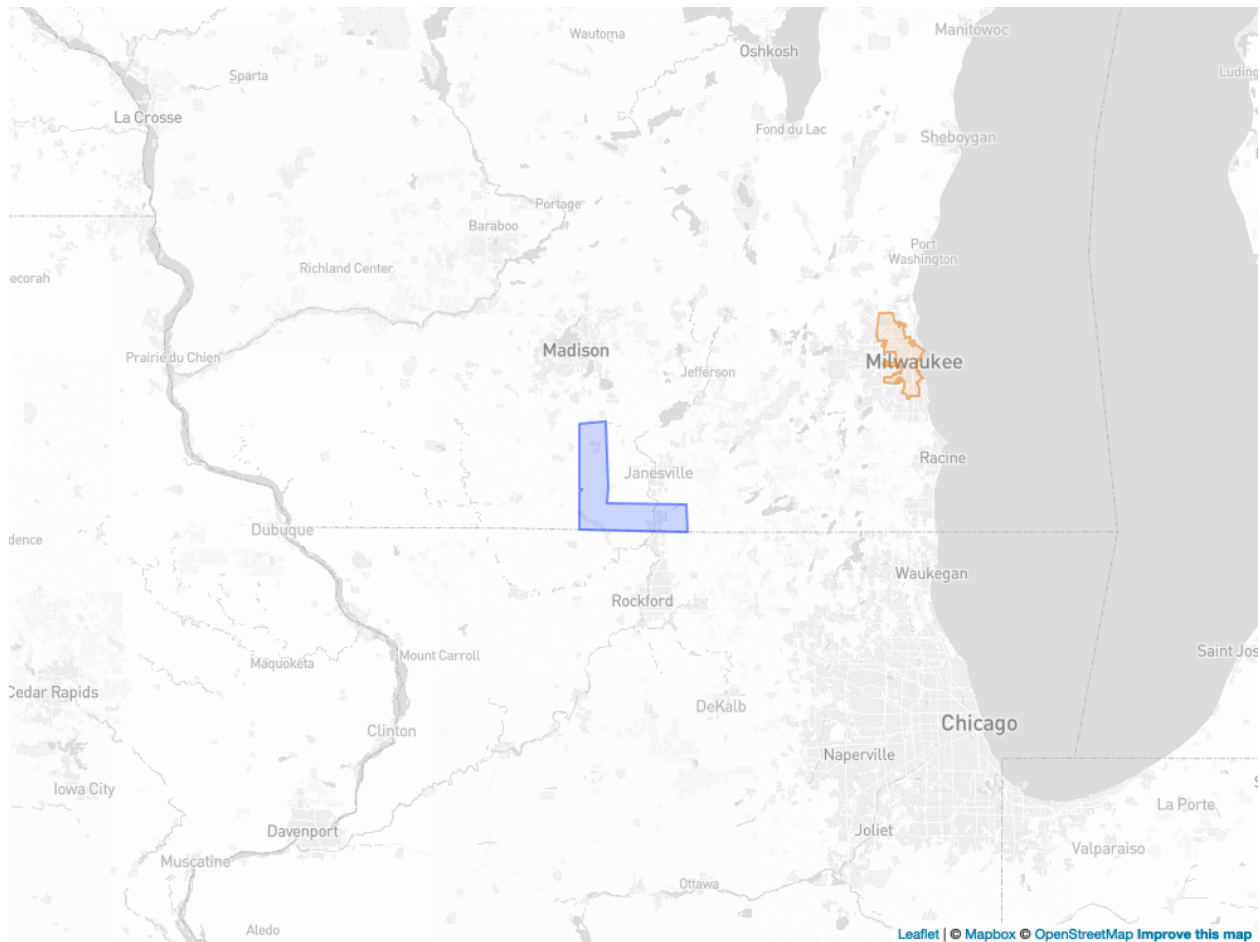 Wautoma
Manitowoc
Oshkosh
Luding
Sparta
La Crosse
Fond du Lac
Sheboygan
Portage
Baraboo
Port
Washington
Richland Center
ecorah
Madison
Prairie du Chien
Milwaukee
Jefferson
Racine
Janesville
Dubuque
dence
Waukegan
Rockford
Saint Jos
Mount Carroll
Maquoketa
Cedar Rapids
DeKalb
Chicago
Clinton
Naperville
Iowa City
La Porte
Davenport
Joliet
Valparaiso
Muscatine
Ottawa
Aledo
Leaflet | © Mapbox © OpenStreetMap Improve this map